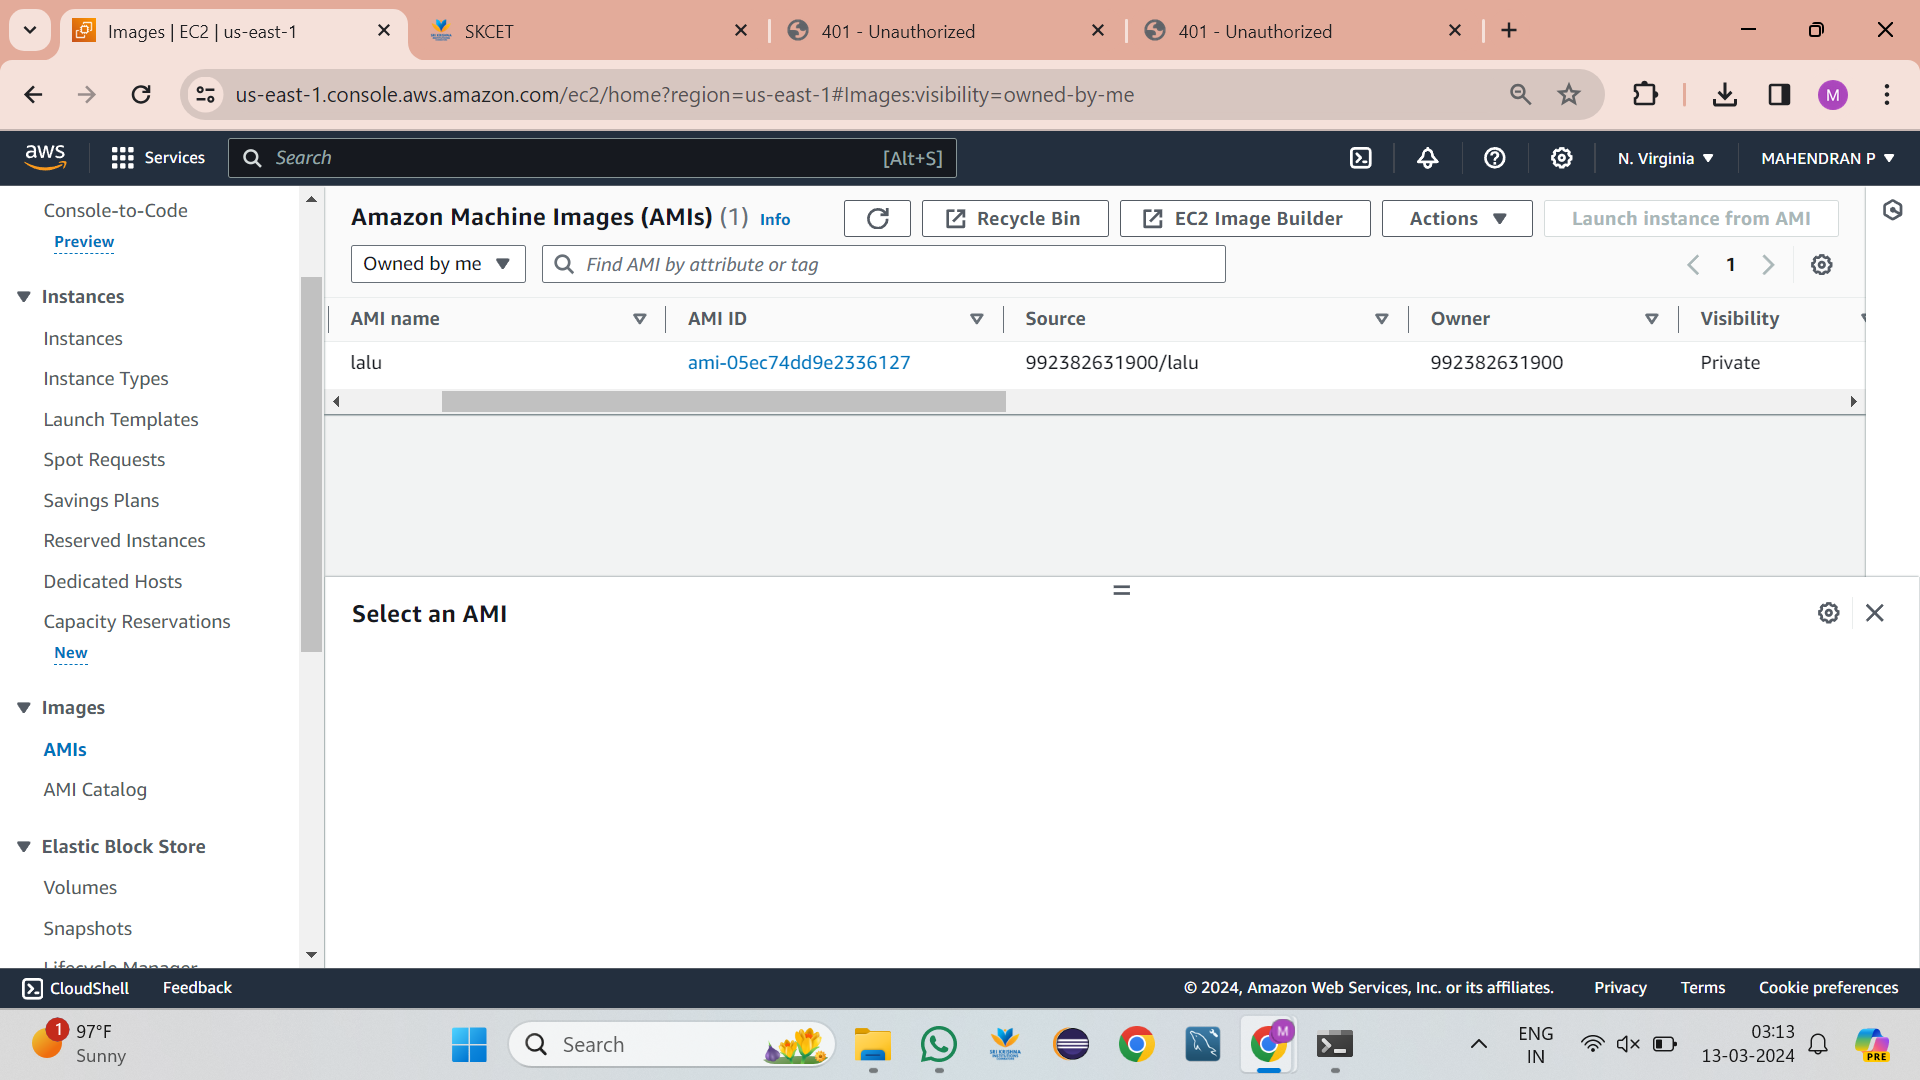 Images | EC2 | us-east-1
SKCET
401 - Unauthorized
401 - Unauthorized
us-east-1.console.aws.amazon.com/ec2/home?region=us-east-1#Images:visibility=owned-by-me
M
aws
Services
Search
[Alt+S]
N. Virginia
MAHENDRAN P
Console-to-Code
Preview
Instances
Instances
Instance Types
Launch Templates
Spot Requests
Savings Plans
Reserved Instances
Dedicated Hosts
Capacity Reservations
New
Images
AMIs
AMI Catalog
Elastic Block Store
Volumes
Snapshots
Lifecycle Manager
Amazon Machine Images (AMIs) (1) Info
Recycle Bin
EC2 Image Builder
Actions
Launch instance from AMI
Owned by me
Find AMI by attribute or tag
1
AMI name
AMI ID
Source
Owner
Visibility
lalu
ami-05ec74dd9e2336127
992382631900/lalu
992382631900
Private
Select an AMI
CloudShell
Feedback
© 2024, Amazon Web Services, Inc. or its affiliates.
Privacy
Terms
Cookie preferences
1
97°F
Sunny
Search
M
ENG
IN
03:13
13-03-2024
PRE